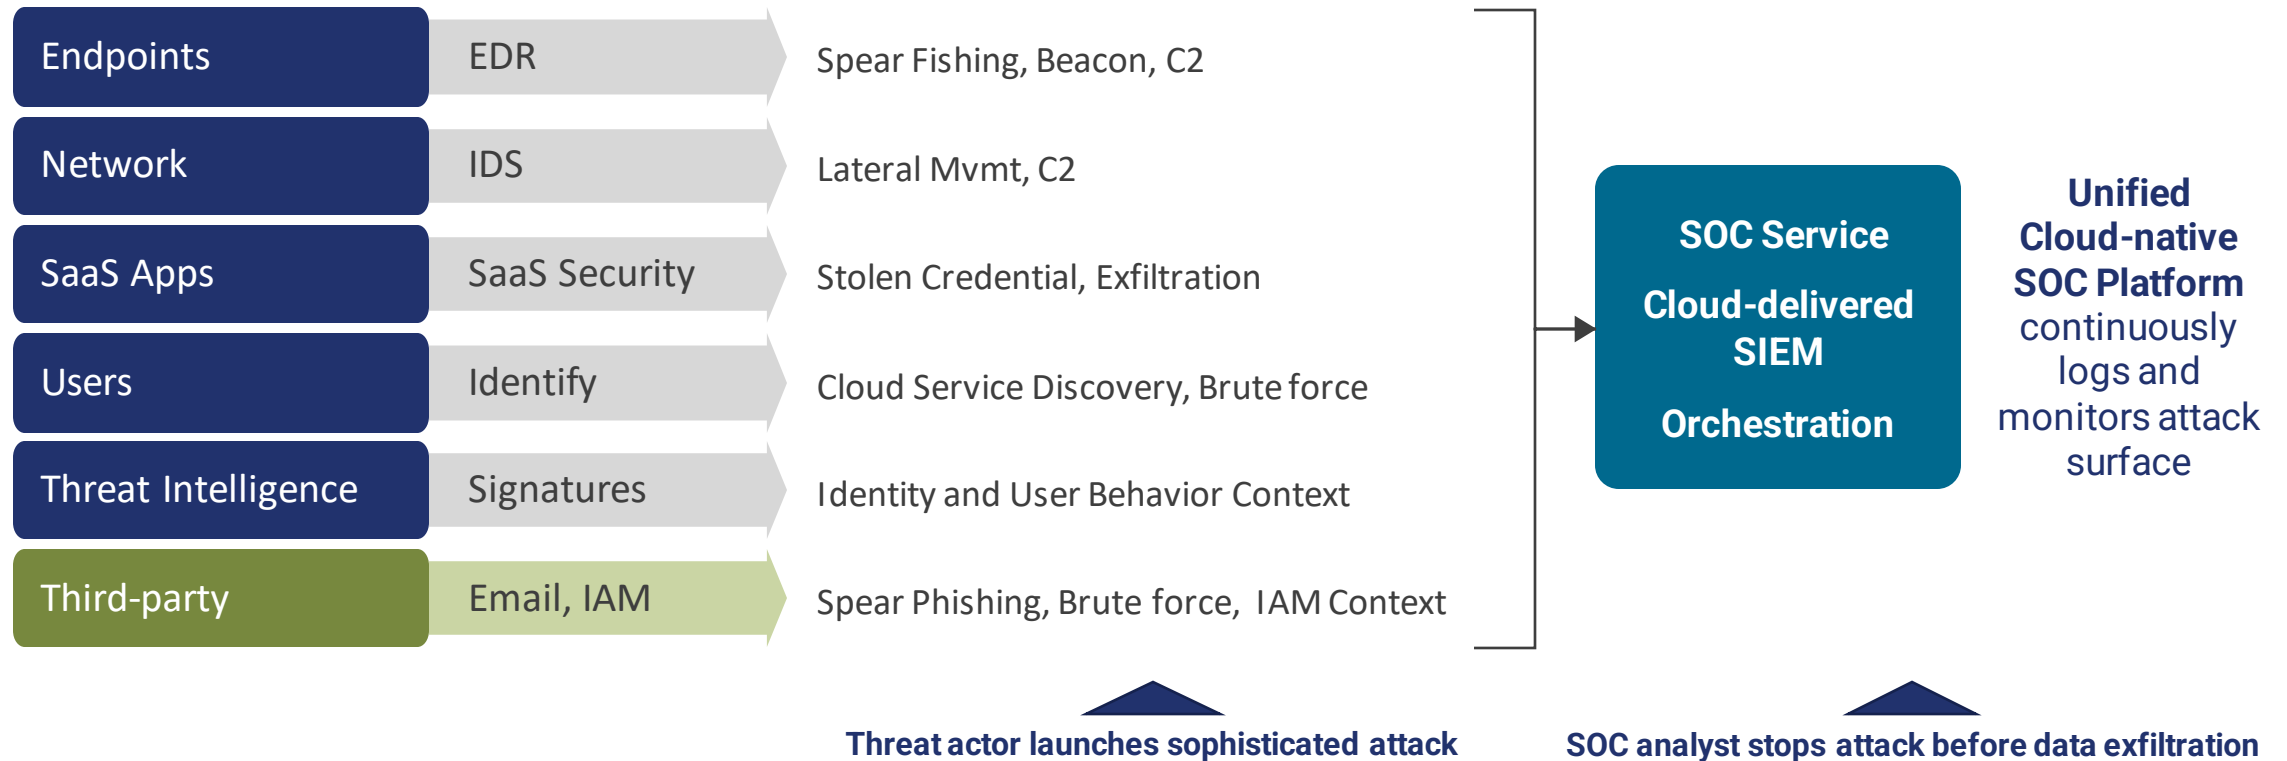 Endpoints
EDR
Spear Fishing, Beacon, C2
Network
IDS
Lateral Mvmt, C2
SaaS Apps
SaaS Security
Stolen Credential, Exfiltration
Users
Identify
Cloud Service Discovery, Brute force
Threat Intelligence
Signatures
Identity and User Behavior Context
Third-party
Email, IAM
Spear Phishing, Brute force, IAM Context
SOC Service
Cloud-delivered
SIEM
Orchestration
Unified
Cloud-native
SOC Platform
continuously
logs and
monitors attack
surface
Threat actor launches sophisticated attack
SOC analyst stops attack before data exfiltration